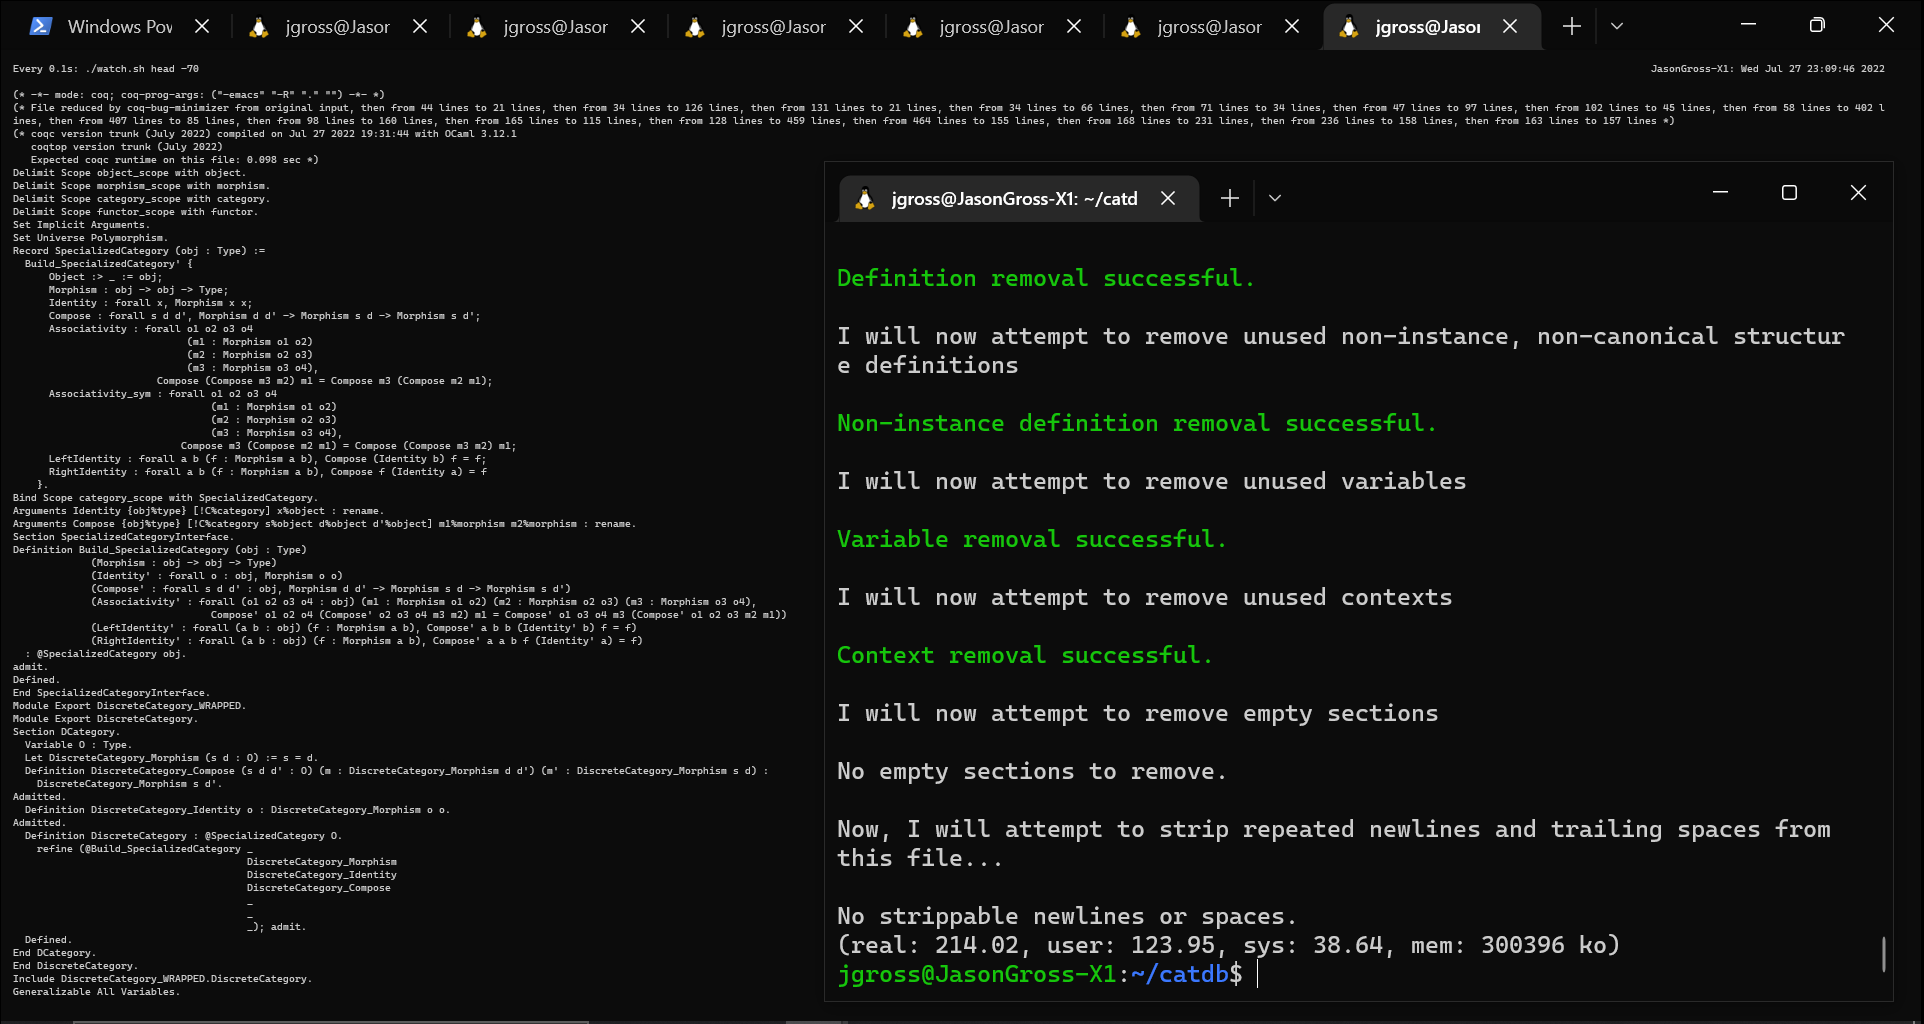 Windows Pow
jgross@Jasor
jgross@Jasor
jgross@Jasor
jgross@Jasor
jgross@Jasor
jgross@Jasor
Every 0.1s: ./watch.sh head -70
JasonGross-X1: Wed Jul 27 23:09:46 2022
(* -*- mode: coq; coq-prog-args: ("-emacs" "-R" "." "") -*- *)
(* File reduced by coq-bug-minimizer from original input, then from 44 lines to 21 lines, then from 34 lines to 126 lines, then from 131 lines to 21 lines, then from 34 lines to 66 lines, then from 71 lines to 34 lines, then from 47 lines to 97 lines, then from 102 lines to 45 lines, then from 58 lines to 402 l
ines, then from 407 lines to 85 lines, then from 98 lines to 160 lines, then from 165 lines to 115 lines, then from 128 lines to 459 lines, then from 464 lines to 155 lines, then from 168 lines to 231 lines, then from 236 lines to 158 lines, then from 163 lines to 157 lines *)
(* coqc version trunk (July 2022) compiled on Jul 27 2022 19:31:44 with OCaml 3.12.1
   coqtop version trunk (July 2022)
   Expected coqc runtime on this file: 0.098 sec *)
Delimit Scope object_scope with object.
Delimit Scope morphism_scope with morphism.
Delimit Scope category_scope with category.
Delimit Scope functor_scope with functor.
Set Implicit Arguments.
Set Universe Polymorphism.
Record SpecializedCategory (obj : Type) :=
  Build_SpecializedCategory' {
      Object :> _ := obj;
      Morphism : obj -> obj -> Type;
      Identity : forall x, Morphism x x;
      Compose : forall s d d', Morphism d d' -> Morphism s d -> Morphism s d';
      Associativity : forall o1 o2 o3 o4
                             (m1 : Morphism o1 o2)
                             (m2 : Morphism o2 o3)
                             (m3 : Morphism o3 o4),
                        Compose (Compose m3 m2) m1 = Compose m3 (Compose m2 m1);
      Associativity_sym : forall o1 o2 o3 o4
                                 (m1 : Morphism o1 o2)
                                 (m2 : Morphism o2 o3)
                                 (m3 : Morphism o3 o4),
                            Compose m3 (Compose m2 m1) = Compose (Compose m3 m2) m1;
      LeftIdentity : forall a b (f : Morphism a b), Compose (Identity b) f = f;
      RightIdentity : forall a b (f : Morphism a b), Compose f (Identity a) = f
    }.
Bind Scope category_scope with SpecializedCategory.
Arguments Identity {obj%type} [!C%category] x%object : rename.
Arguments Compose {obj%type} [!C%category s%object d%object d'%object] m1%morphism m2%morphism : rename.
Section SpecializedCategoryInterface.
Definition Build_SpecializedCategory (obj : Type)
             (Morphism : obj -> obj -> Type)
             (Identity' : forall o : obj, Morphism o o)
             (Compose' : forall s d d' : obj, Morphism d d' -> Morphism s d -> Morphism s d')
             (Associativity' : forall (o1 o2 o3 o4 : obj) (m1 : Morphism o1 o2) (m2 : Morphism o2 o3) (m3 : Morphism o3 o4),
                                 Compose' o1 o2 o4 (Compose' o2 o3 o4 m3 m2) m1 = Compose' o1 o3 o4 m3 (Compose' o1 o2 o3 m2 m1))
             (LeftIdentity' : forall (a b : obj) (f : Morphism a b), Compose' a b b (Identity' b) f = f)
             (RightIdentity' : forall (a b : obj) (f : Morphism a b), Compose' a a b f (Identity' a) = f)
  : @SpecializedCategory obj.
admit.
Defined.
End SpecializedCategoryInterface.
Module Export DiscreteCategory_WRAPPED.
Module Export DiscreteCategory.
Section DCategory.
  Variable O : Type.
  Let DiscreteCategory_Morphism (s d : O) := s = d.
  Definition DiscreteCategory_Compose (s d d' : O) (m : DiscreteCategory_Morphism d d') (m' : DiscreteCategory_Morphism s d) :
    DiscreteCategory_Morphism s d'.
Admitted.
  Definition DiscreteCategory_Identity o : DiscreteCategory_Morphism o o.
Admitted.
  Definition DiscreteCategory : @SpecializedCategory O.
    refine (@Build_SpecializedCategory _
                                       DiscreteCategory_Morphism
                                       DiscreteCategory_Identity
                                       DiscreteCategory_Compose
                                       _
                                       _
                                       _); admit.
  Defined.
End DCategory.
End DiscreteCategory.
Include DiscreteCategory_WRAPPED.DiscreteCategory.
Generalizable All Variables.
jgross@JasonGross-X1: ~/catd
Definition removal successful.
I will now attempt to remove unused non-instance, non-canonical structur
e definitions
Non-instance definition removal successful.
I will now attempt to remove unused variables
Variable removal successful.
I will now attempt to remove unused contexts
Context removal successful.
I will now attempt to remove empty sections
No empty sections to remove.
Now, I will attempt to strip repeated newlines and trailing spaces from
this file...
No strippable newlines or spaces.
(real: 214.02, user: 123.95, sys: 38.64, mem: 300396 ko)
jgross@JasonGross-X1:~/catdb$